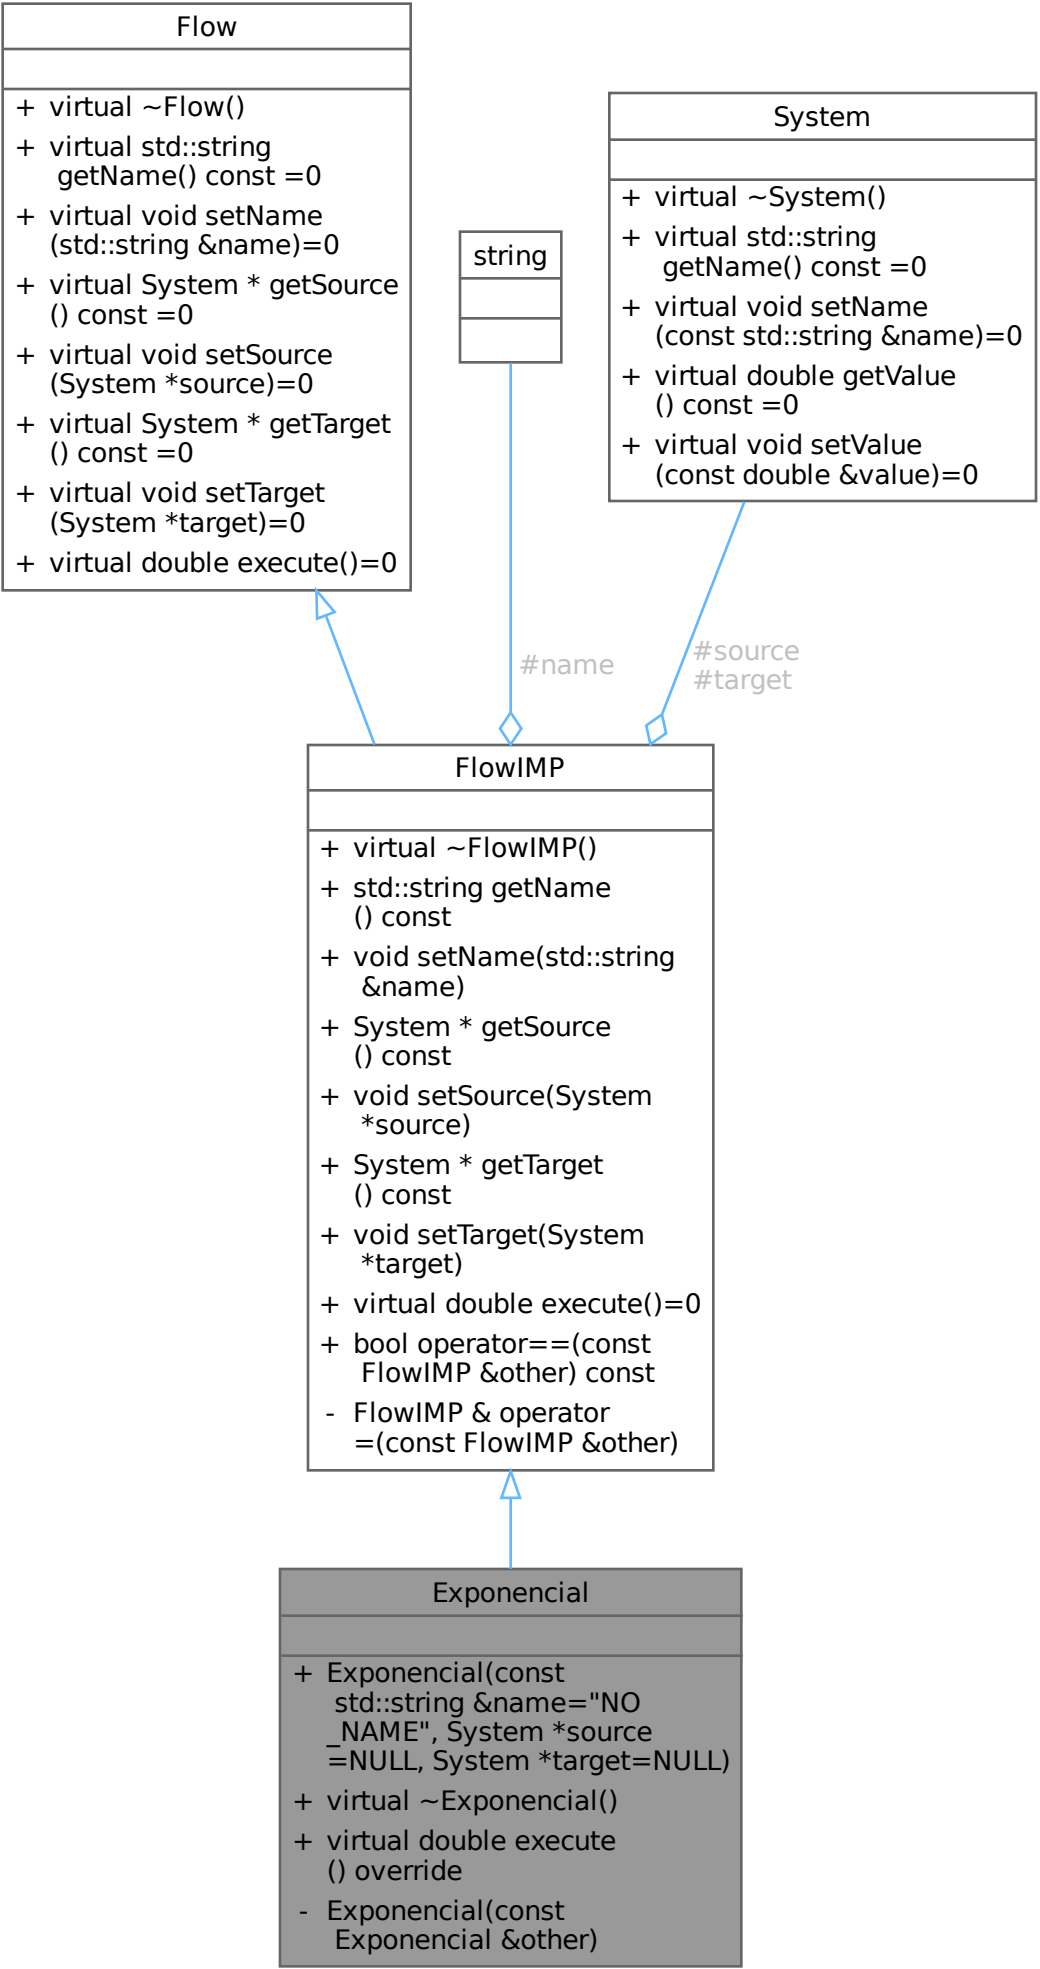 Flow
+ virtual ~Flow()
+ virtual std::string
getName() const =0
+ virtual void setName
(std::string &name)=0
+ virtual System * getSource
() const =0
+ virtual void setSource
(System *source)=0
+ virtual System * getTarget
() const =0
+ virtual void setTarget
(System *target)=0
+ virtual double execute()=0
string
System
+ virtual ~System()
+ virtual std::string
getName() const =0
+ virtual void setName
(const std::string &name)=0
+ virtual double getValue
() const =0
+ virtual void setValue
(const double &value)=0
#name
#source
#target
FlowIMP
+ virtual ~FlowIMP()
+ std::string getName
() const
+ void setName(std::string
&name)
+ System * getSource
() const
+ void setSource(System
*source)
+ System * getTarget
() const
+ void setTarget(System
*target)
+ virtual double execute()=0
+ bool operator==(const
FlowIMP &other) const
- FlowIMP & operator
=(const FlowIMP &other)
Exponencial
+ Exponencial(const
std::string &name="NO
_NAME", System *source
=NULL, System *target=NULL)
+ virtual ~Exponencial()
+ virtual double execute
() override
- Exponencial(const
Exponencial &other)